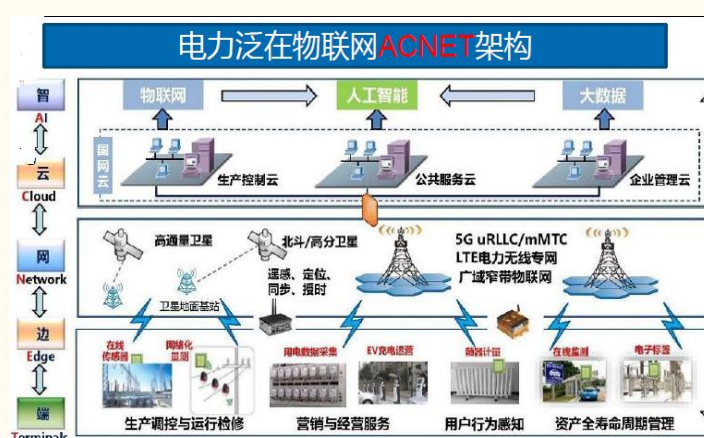 电力泛在物联网ACNET架构
智
AI
云
Cloud
网
Network
边
Edge
端
Terminals
物联网
人工智能
大数据
国网云
生产控制云
公共服务云
企业管理云
高通量卫星
北斗/高分卫星
遥感、定位、
同步、授时
卫星地面基站
5G uRLLC/mMTC
LTE电力无线专网
广域窄带物联网
在线
传感器
网络化
量测
用电数据采集
EV充电运营
随器计量
在线监测
电子标签
生产调控与运行检修
营销与经营服务
用户行为感知
资产全寿命周期管理